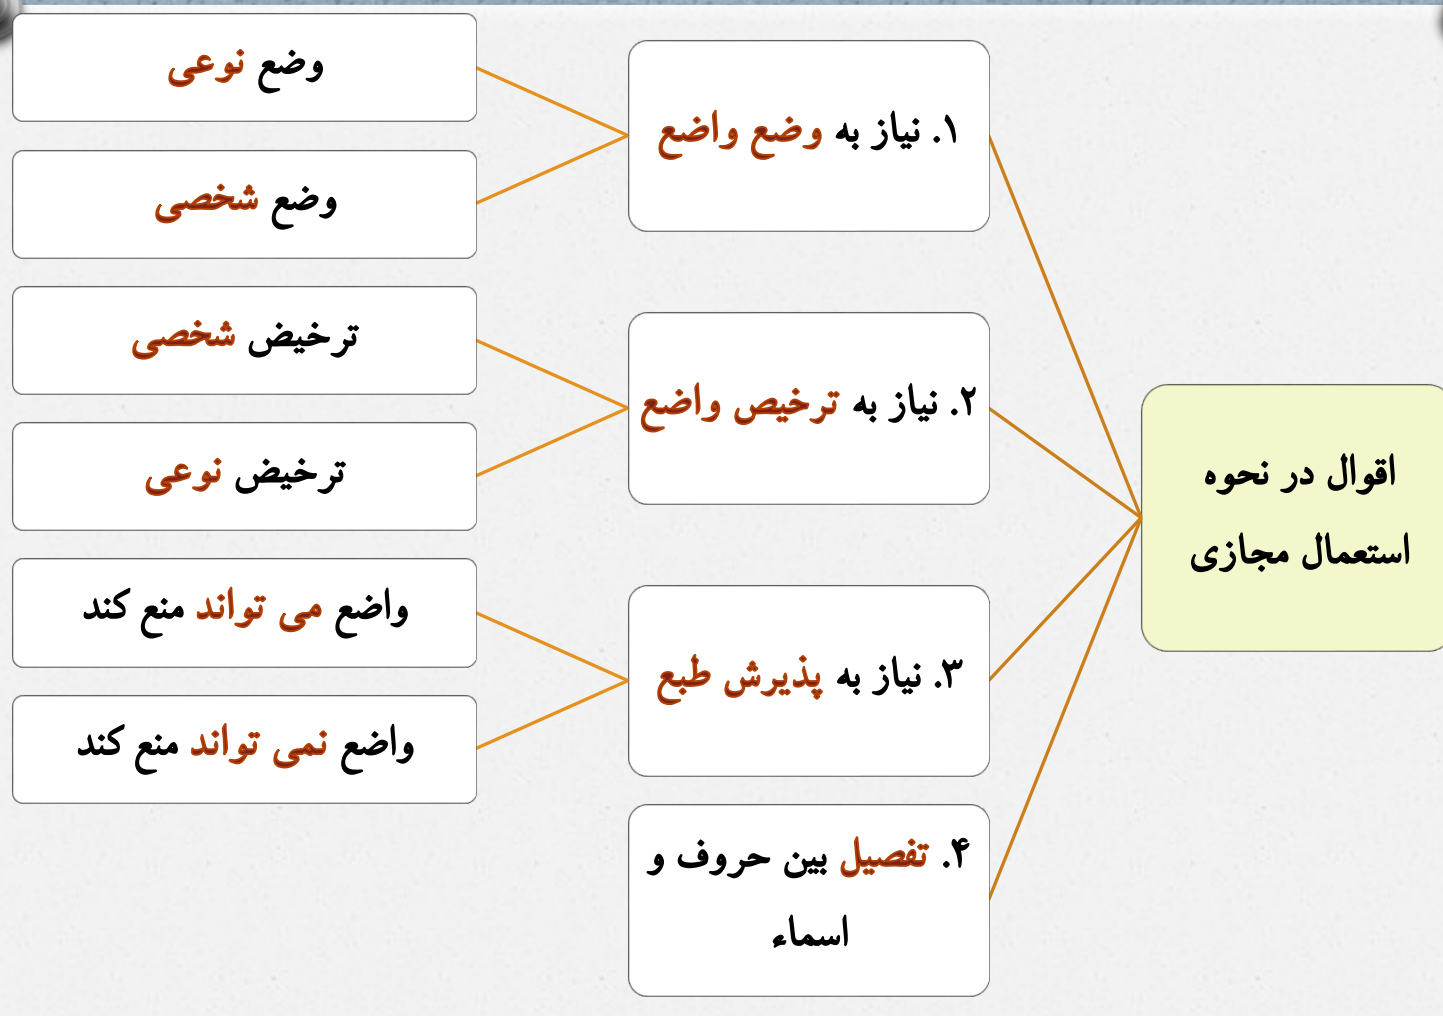 اقوال در نحوه
استعمال مجازی
۱. نیاز به وضع واضع
وضع نوعی
وضع شخصی
۲. نیاز به ترخیص واضع
ترخیض شخصی
ترخیض نوعی
۳. نیاز به پذیرش طبع
واضع می تواند منع کند
واضع نمی تواند منع کند
۴. تفصیل بین حروف و
اسماء